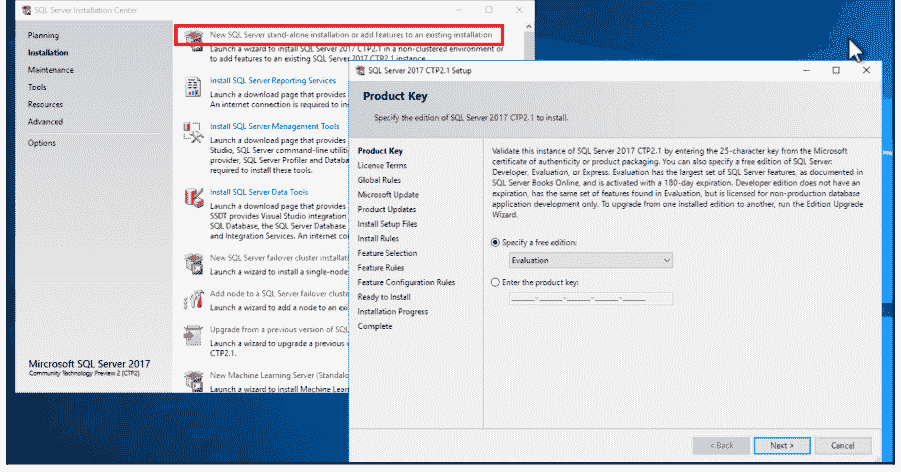 SQL Server Installation Center
Planning
Installation
Maintenance
Tools
Resources
Advanced
Options
Mircrosoft SQL Server 2017
Community Technology Preview 2 (CTP2)
New SQL Server stand-alone installation or add features to an existing installation
Launch a wizard to install SQL Server 2017 CTP2.1 in a non-clustered environment or
to add features to an existing SQL Server 2017 CTP2.1 instance.
Install SQL Server Reporting Services
Launch a download page that provides
An internet connection is required to ins
Install SQL Server Management Tools
Launch a download page that provides
Studio, SQL Server command-line utiliti
provider, SQL Server Profiler and Databa
required to install these tools.
Install SQL Server Data Tools
Launch a download page that provides
SSDT provides Visual Studio integration
SQL Database, the SQL Server Database
and Integration Services. An internet co
New SQL Server failover cluster installati
Launch a wizard to install a single-node
Add node to a SQL Server failover cluste
Launch a wizard to add a node to an exi
Upgrade from a previous version of SQL
Launch a wizard to upgrade a previous v
CTP2.1.
New Machine Learning Server (Standalo
Launch a wizard to install Machine Lear
SQL Server 2017 CTP2.1 Setup
Product Key
Specify the edition of SQL Server 2017 CTP2.1 to install.
Product Key
License Terms
Global Rules
Microsoft Update
Product Updates
Install Setup Files
Install Rules
Feature Selection
Feature Rules
Feature Configuration Rules
Ready to Install
Installation Progress
Complete
Validate this instance of SQL Server 2017 CTP2.1 by entering the 25-character key from the Microsoft
certificate of authenticity or product packaging. You can also specify a free edition of SQL Server:
Developer, Evaluation, or Express. Evaluation has the largest set of SQL Server features, as documented in
SQL Server Books Online, and is activated with a 180-day expiration. Developer edition does not have an
expiration, has the same set of features found in Evaluation, but is licensed for non-production database
application development only. To upgrade from one installed edition to another, run the Edition Upgrade
Wizard.
Specify a free edition:
Evaluation
Enter the product key:
_____-_____-_____-_____-_____
< Back
Next >
Cancel